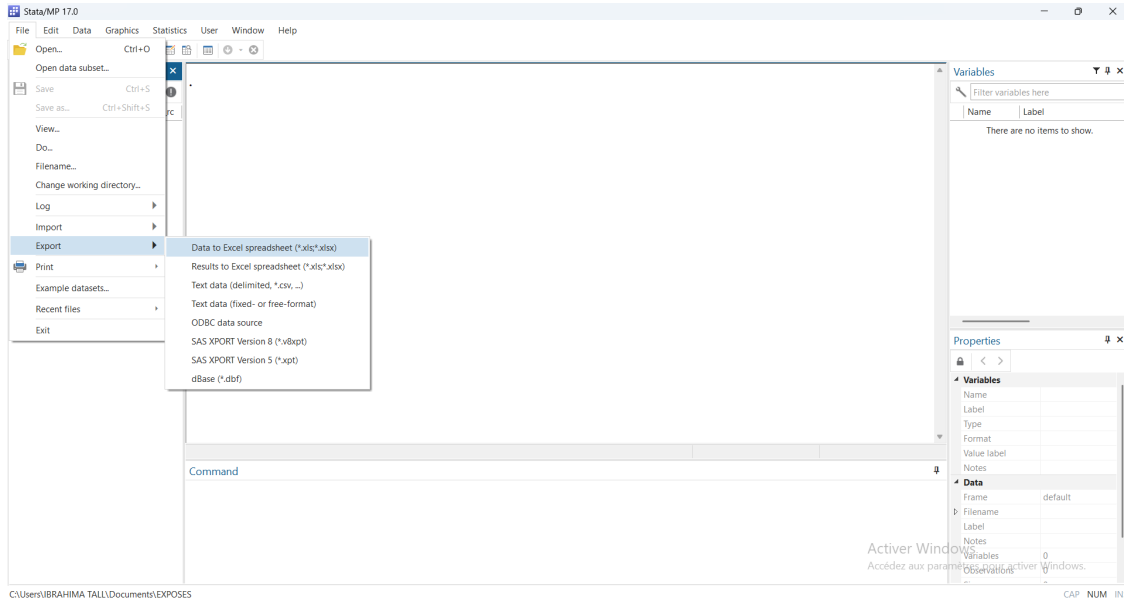 Stata/MP 17.0
File Edit Data Graphics Statistics User Window Help
Open... Ctrl+O
Open data subset...
Save Ctrl+S
Save as... Ctrl+Shift+S
View...
Do...
Filename...
Change working directory...
Log
Import
Export
Print
Example datasets...
Recent files
Exit
rc
Data to Excel spreadsheet (*.xls;*.xlsx)
Results to Excel spreadsheet (*.xls;*.xlsx)
Text data (delimited, *.csv, ...)
Text data (fixed- or free-format)
ODBC data source
SAS XPORT Version 8 (*.v8xpt)
SAS XPORT Version 5 (*.xpt)
dBase (*.dbf)
.
Command
Variables
Filter variables here
Name Label
There are no items to show.
Properties
Variables
Name
Label
Type
Format
Value label
Notes
Data
Frame default
Filename
Label
Notes
Variables 0
Observations 0
Activer Windows
Accédez aux paramètres pour activer Windows.
C:\Users\IBRAHIMA TALL\Documents\EXPOSES
CAP NUM IN